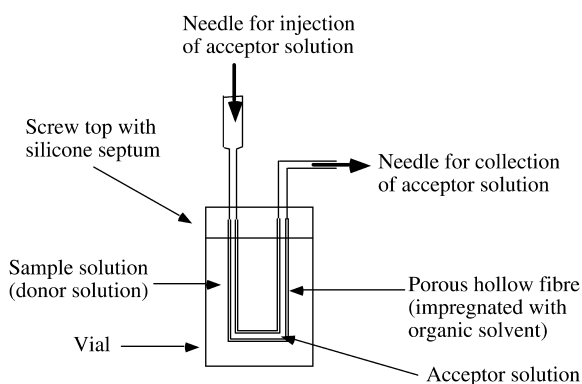 Needle for injection
of acceptor solution
Screw top with
silicone septum
Needle for collection
of acceptor solution
Sample solution
(donor solution)
Porous hollow fibre
(impregnated with
organic solvent)
Vial
Acceptor solution